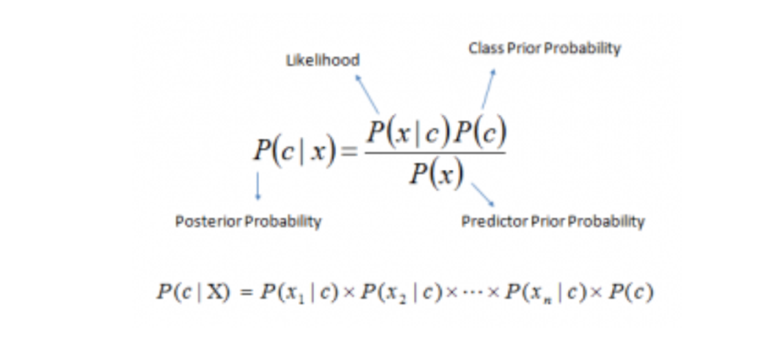 Likelihood
Class Prior Probability
P(c | x) = P(x | c)P(c) / P(x)
Posterior Probability
Predictor Prior Probability
P(c | X) = P(x₁ | c) × P(x₂ | c) × ⋯ × P(xₙ | c) × P(c)